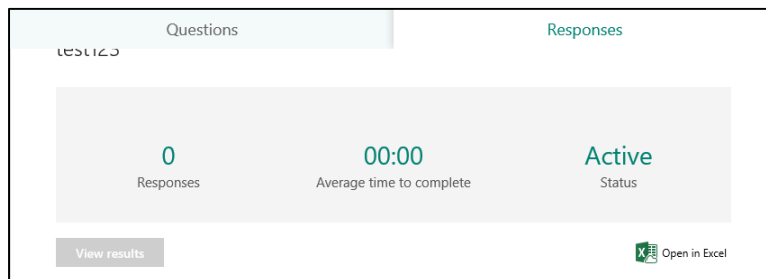 Questions
Responses
test123
0
Responses
00:00
Average time to complete
Active
Status
View results
Open in Excel